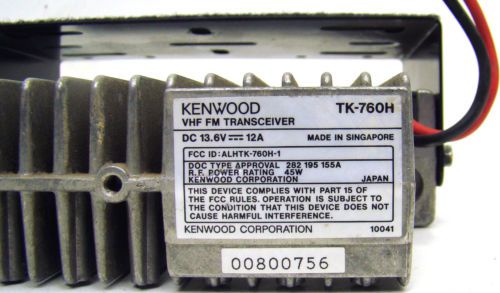 KENWOOD TK-760H
VHF FM TRANSCEIVER
DC 13.6V ⎓ 12A MADE IN SINGAPORE
FCC ID: ALHTK-760H-1
DOC TYPE APPROVAL 282 195 155A
R.F. POWER RATING 45W
KENWOOD CORPORATION JAPAN
THIS DEVICE COMPLIES WITH PART 15 OF
THE FCC RULES. OPERATION IS SUBJECT TO
THE CONDITION THAT THIS DEVICE DOES NOT
CAUSE HARMFUL INTERFERENCE.
KENWOOD CORPORATION 10041
00800756